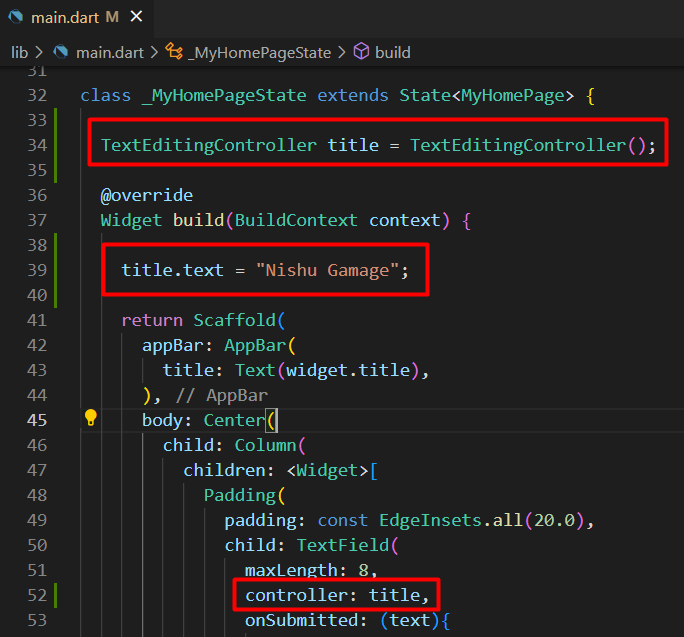 main.dart M
lib > main.dart > _MyHomePageState > build
31
32 class _MyHomePageState extends State<MyHomePage> {
33
34 TextEditingController title = TextEditingController();
35
36 @override
37 Widget build(BuildContext context) {
38
39 title.text = "Nishu Gamage";
40
41 return Scaffold(
42 appBar: AppBar(
43 title: Text(widget.title),
44 ), // AppBar
45 body: Center(
46 child: Column(
47 children: <Widget>[
48 Padding(
49 padding: const EdgeInsets.all(20.0),
50 child: TextField(
51 maxLength: 8,
52 controller: title,
53 onSubmitted: (text){